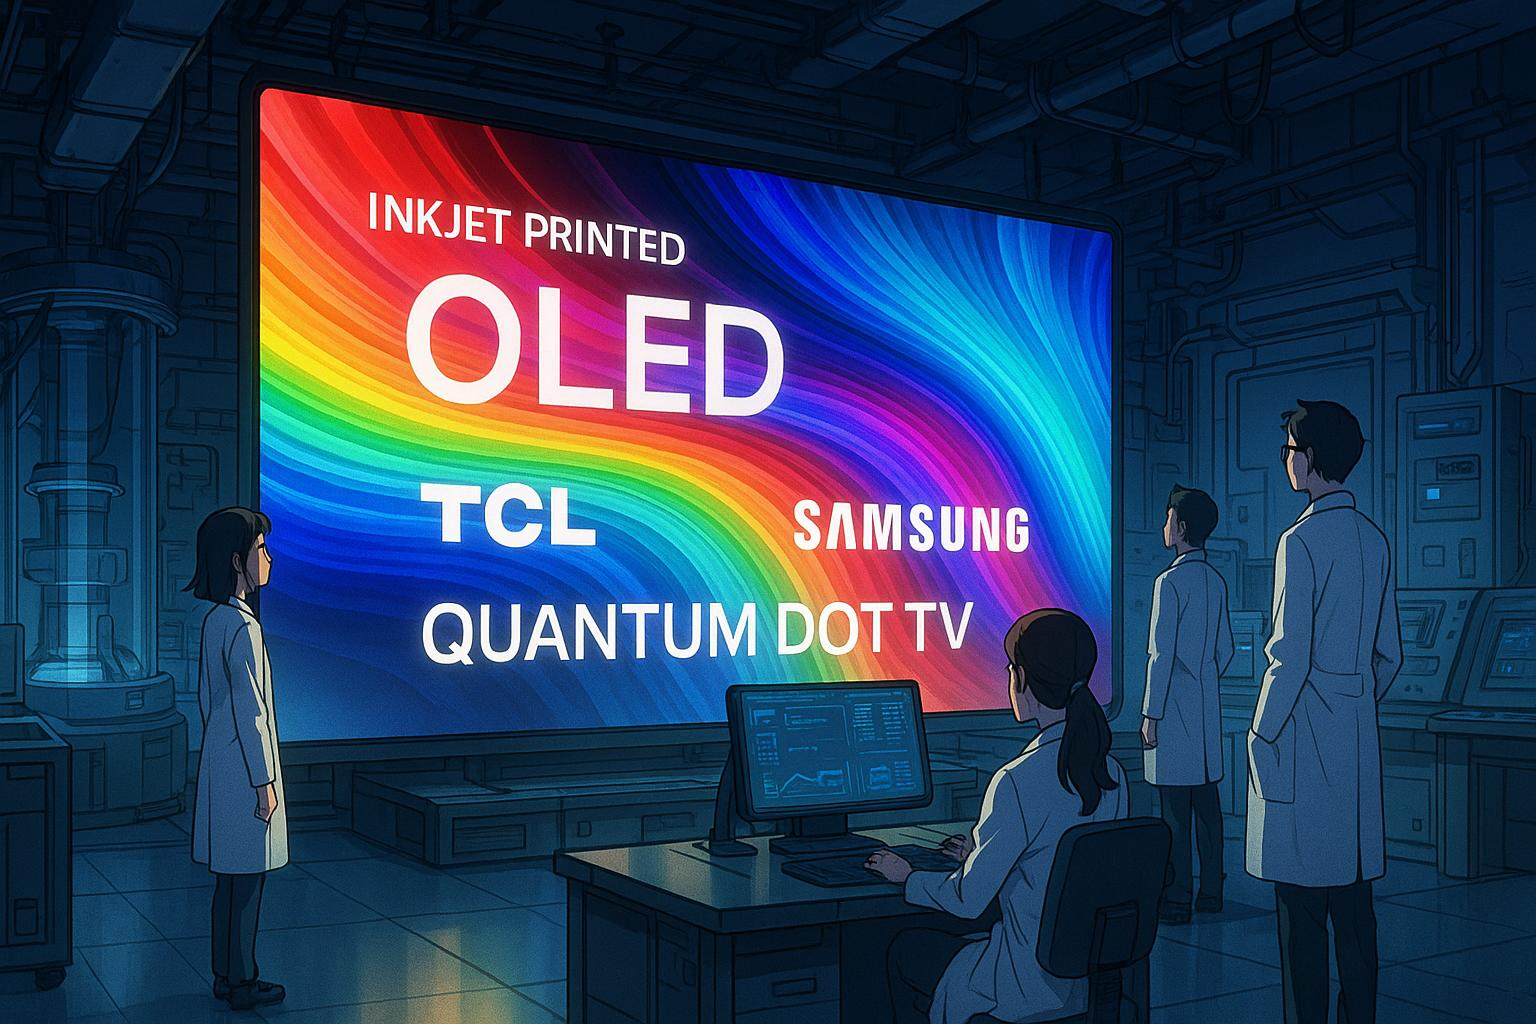 INKJET PRINTED
OLED
TCL
SAMSUNG
QUANTUM DOT TV